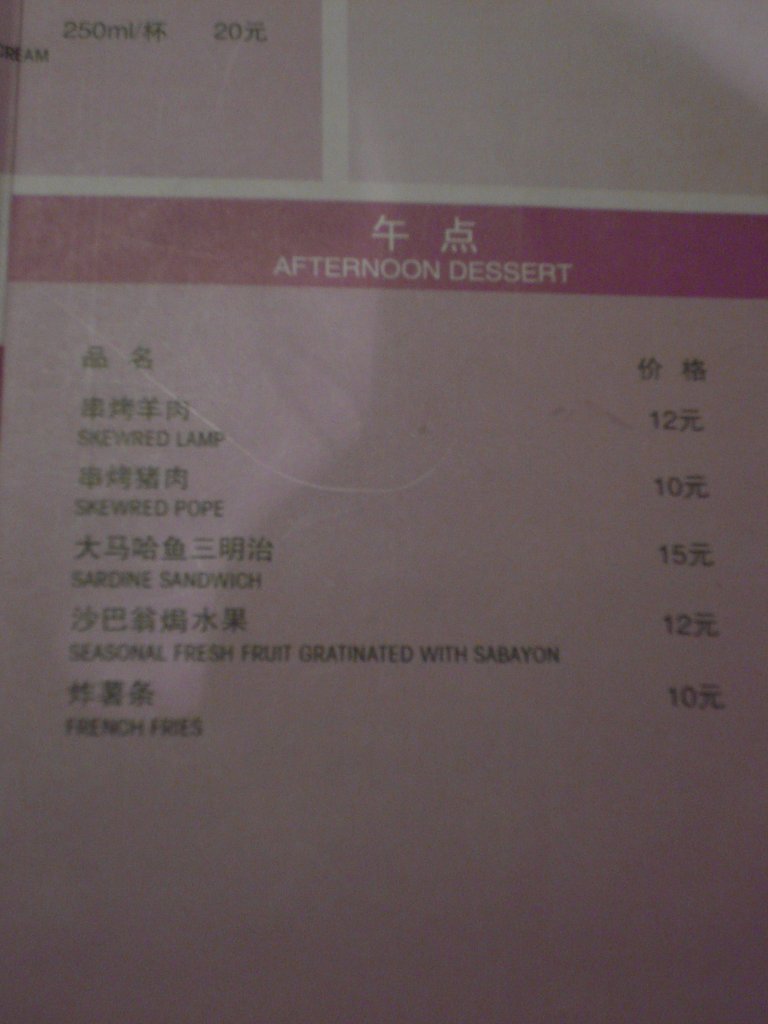 250ml/杯 20元
CREAM
午 点
AFTERNOON DESSERT
品 名 价 格
串烤羊肉 12元
SKEWRED LAMP
串烤猪肉 10元
SKEWRED POPE
大马哈鱼三明治 15元
SARDINE SANDWICH
沙巴翁焗水果 12元
SEASONAL FRESH FRUIT GRATINATED WITH SABAYON
炸薯条 10元
FRENCH FRIES